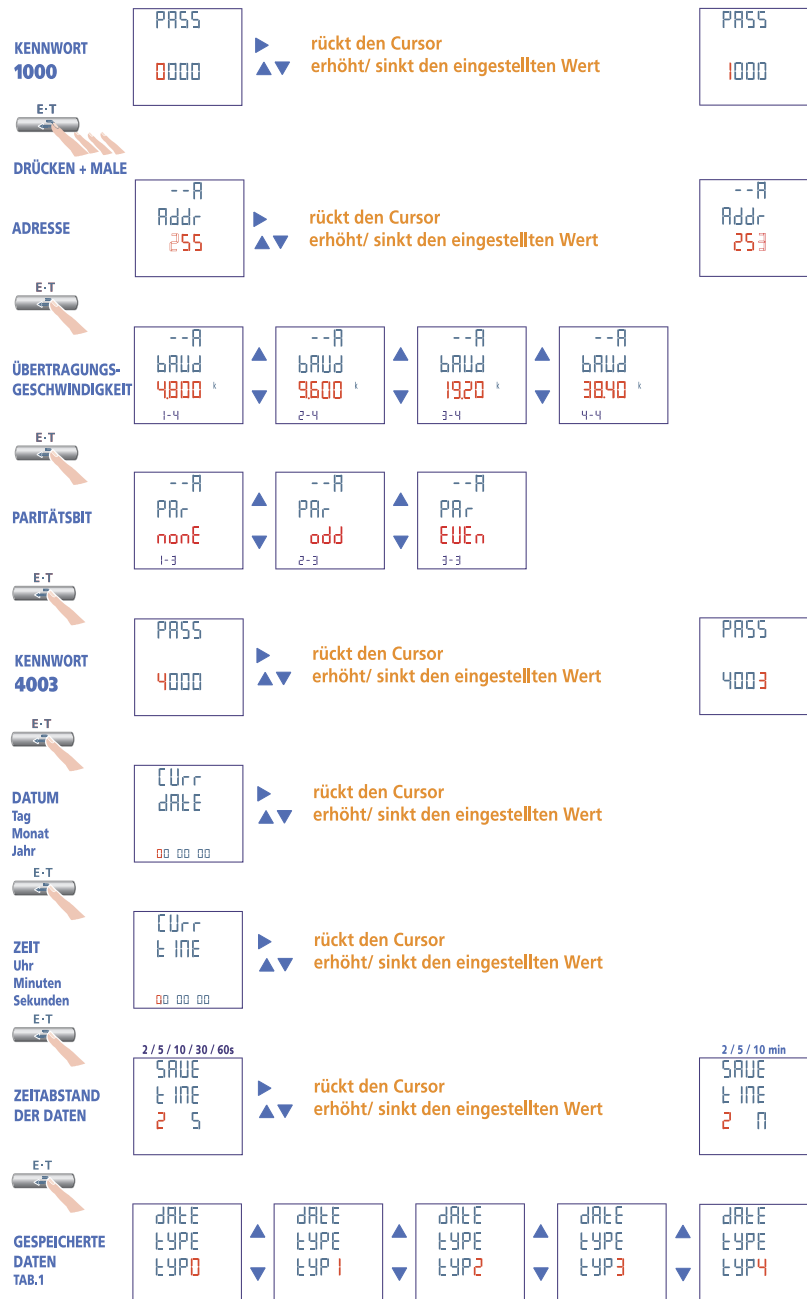 PASS
PASS
KENNWORT
1000
0000
rückt den Cursor
erhöht/ sinkt den eingestellten Wert
1000
E·T
DRÜCKEN + MALE
--A
Addr
255
ADRESSE
rückt den Cursor
erhöht/ sinkt den eingestellten Wert
--A
Addr
253
E·T
ÜBERTRAGUNGS-
GESCHWINDIGKEIT
--A
bAUd
4.800 k
1-4
--A
bAUd
9.600 k
2-4
--A
bAUd
19.20 k
3-4
--A
bAUd
38.40 k
4-4
E·T
PARITÄTSBIT
--A
PAr
nonE
1-3
--A
PAr
odd
2-3
--A
PAr
EUEn
3-3
E·T
KENNWORT
4003
PASS
4000
rückt den Cursor
erhöht/ sinkt den eingestellten Wert
PASS
4003
E·T
DATUM
Tag
Monat
Jahr
CUrr
dAtE
00 00 00
rückt den Cursor
erhöht/ sinkt den eingestellten Wert
E·T
ZEIT
Uhr
Minuten
Sekunden
CUrr
tIME
00 00 00
rückt den Cursor
erhöht/ sinkt den eingestellten Wert
E·T
ZEITABSTAND
DER DATEN
2 / 5 / 10 / 30 / 60s
SAUE
tIME
2 S
rückt den Cursor
erhöht/ sinkt den eingestellten Wert
2 / 5 / 10 min
SAUE
tIME
2 M
E·T
GESPEICHERTE
DATEN
TAB.1
dAtE
tYPE
tYP0
dAtE
tYPE
tYP1
dAtE
tYPE
tYP2
dAtE
tYPE
tYP3
dAtE
tYPE
tYP4